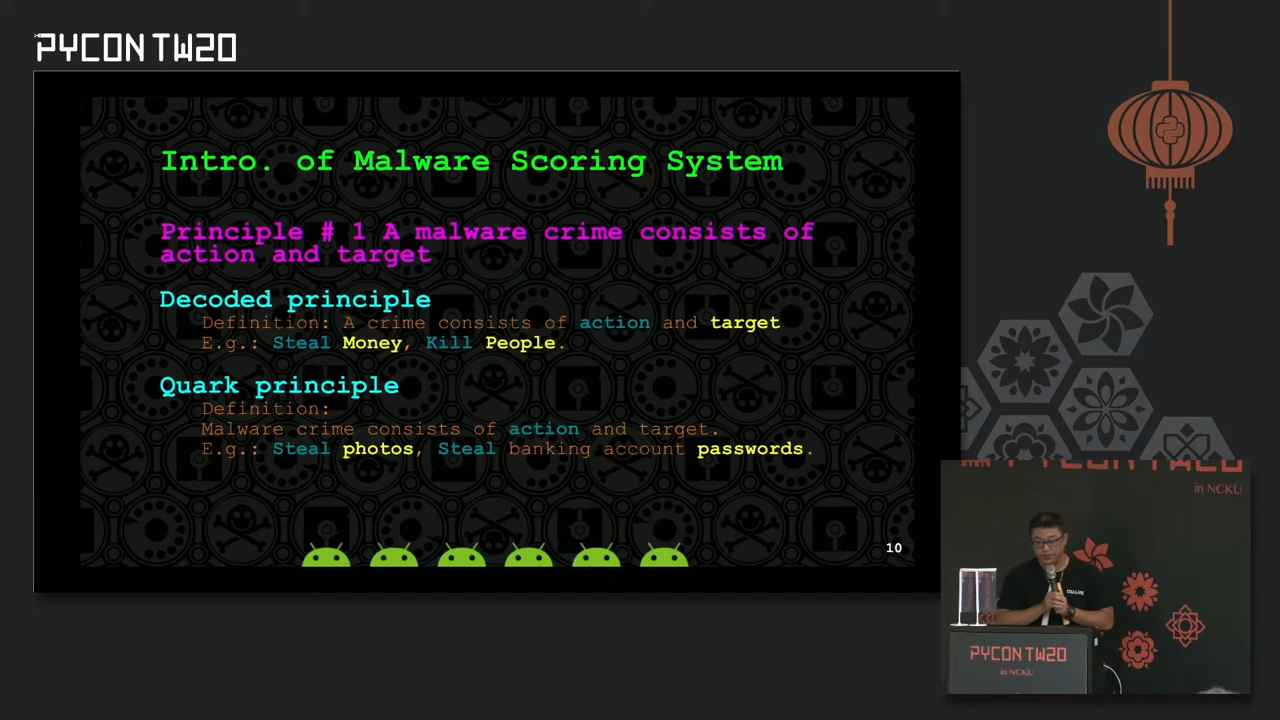 PYCON TW20
Intro. of Malware Scoring System
Principle # 1 A malware crime consists of
action and target
Decoded principle
Definition: A crime consists of action and target
E.g.: Steal Money, Kill People.
Quark principle
Definition:
Malware crime consists of action and target.
E.g.: Steal photos, Steal banking account passwords.
10
PYCON TW20
in NCKU
PYCON TW20
in NCKU